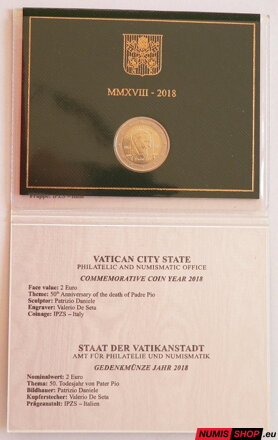 MMXVIII - 2018
VATICAN CITY STATE
PHILATELIC AND NUMISMATIC OFFICE
COMMEMORATIVE COIN YEAR 2018
Face value: 2 Euro
Theme: 50th Anniversary of the death of Padre Pio
Sculptor: Patrizio Daniele
Engraver: Valerio De Seta
Coinage: IPZS – Italy
STAAT DER VATIKANSTADT
AMT FÜR PHILATELIE UND NUMISMATIK
GEDENKMÜNZE JAHR 2018
Nominalwert: 2 Euro
Thema: 50. Todesjahr von Pater Pio
Bildhauer: Patrizio Daniele
Kupferstecher: Valerio De Seta
Prägeanstalt: IPZS – Italien
NUMISSHOP.eu